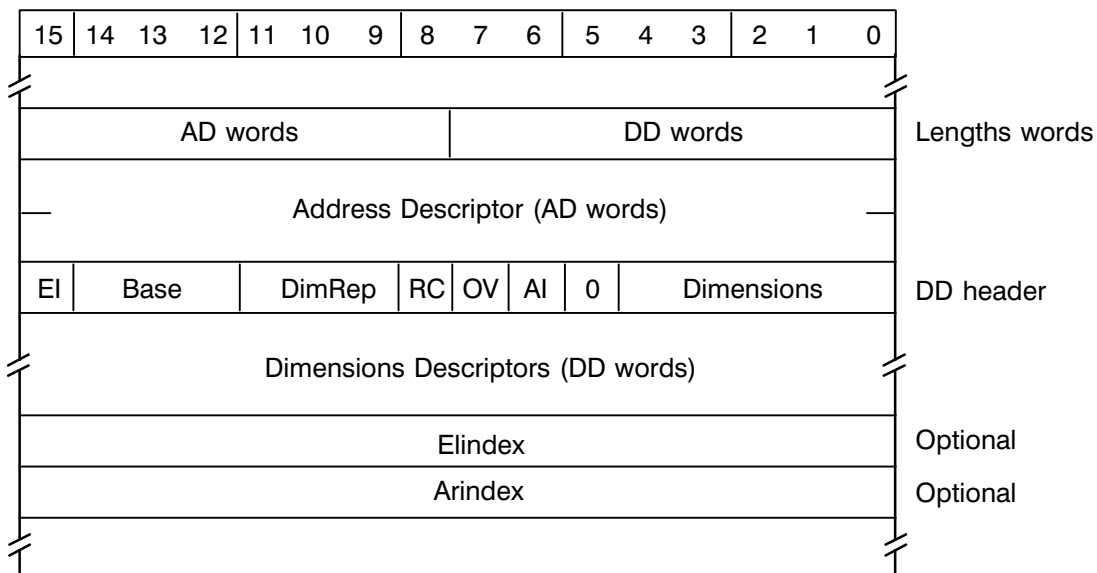 15 14 13 12 11 10 9 8 7 6 5 4 3 2 1 0
AD words DD words Lengths words
Address Descriptor (AD words)
EI Base DimRep RC OV AI 0 Dimensions DD header
Dimensions Descriptors (DD words)
Elindex Optional
Arindex Optional